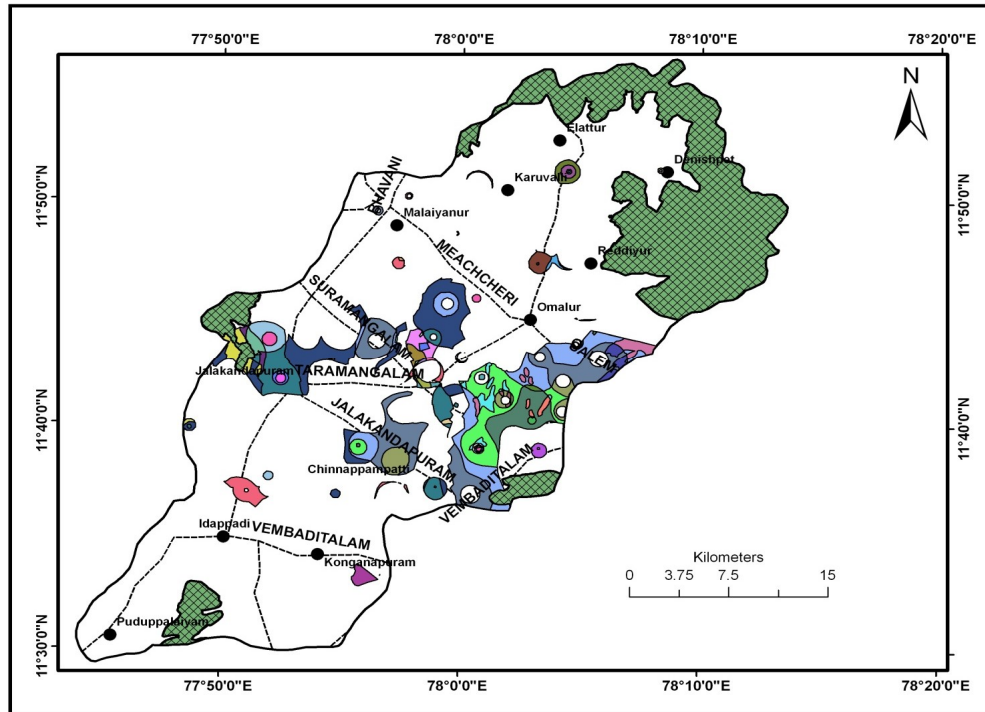 77°50'0"E 78°0'0"E 78°10'0"E 78°20'0"E
N
Elattur
Denishpet
Karuvalli
BHAVANI
11°50'0"N
11°50'0"N
Malaiyanur
MEACHCHERI
Reddiyur
SURAMANGALAM
Omalur
SALEM
Jalakandapuram
TARAMANGALAM
11°40'0"N
11°40'0"N
JALAKANDAPURAM
Chinnappampatti
VEMBADITALAM
Idappadi
VEMBADITALAM
Konganapuram
Kilometers
0 3.75 7.5 15
Puduppalaiyam
11°30'0"N
11°30'0"N
77°50'0"E 78°0'0"E 78°10'0"E 78°20'0"E